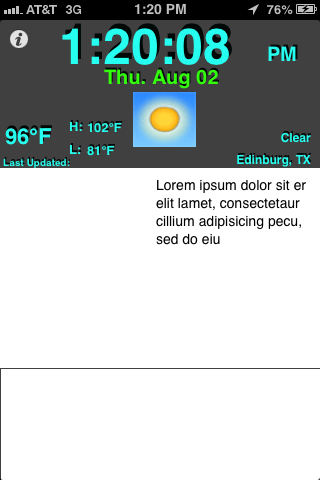 AT&T 3G 1:20 PM 76%
1:20:08 PM
Thu. Aug 02
96°F
H: 102°F
L: 81°F
Clear
Last Updated:
Edinburg, TX
Lorem ipsum dolor sit er
elit lamet, consectetaur
cillium adipisicing pecu,
sed do eiu